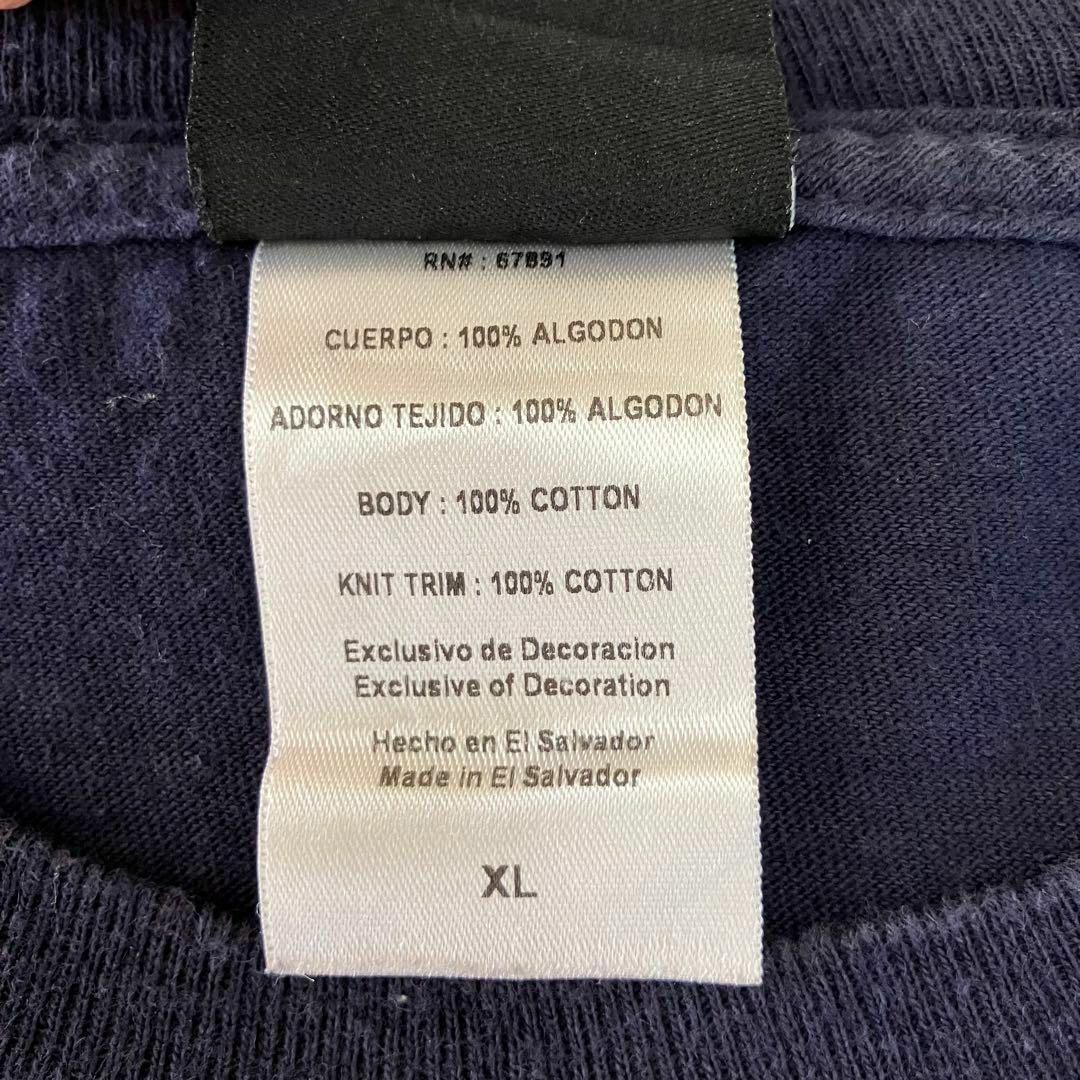 RN# : 67891
CUERPO : 100% ALGODON
ADORNO TEJIDO : 100% ALGODON
BODY : 100% COTTON
KNIT TRIM : 100% COTTON
Exclusivo de Decoracion
Exclusive of Decoration
Hecho en El Salvador
Made in El Salvador
XL